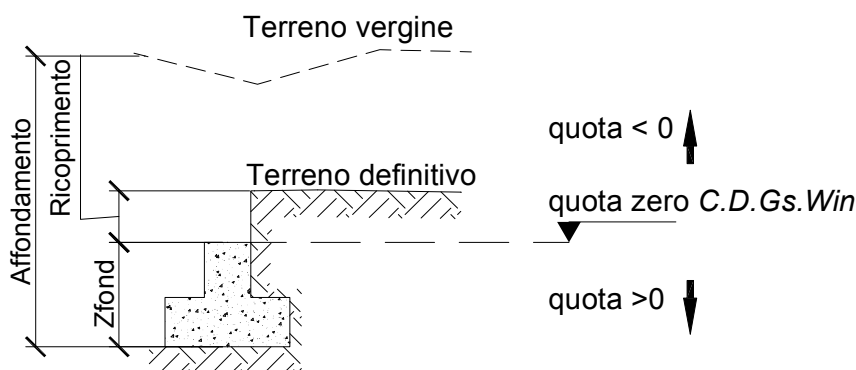 Terreno vergine
Affondamento
Ricoprimento
quota < 0
Terreno definitivo
quota zero C.D.Gs.Win
Zfond
quota >0